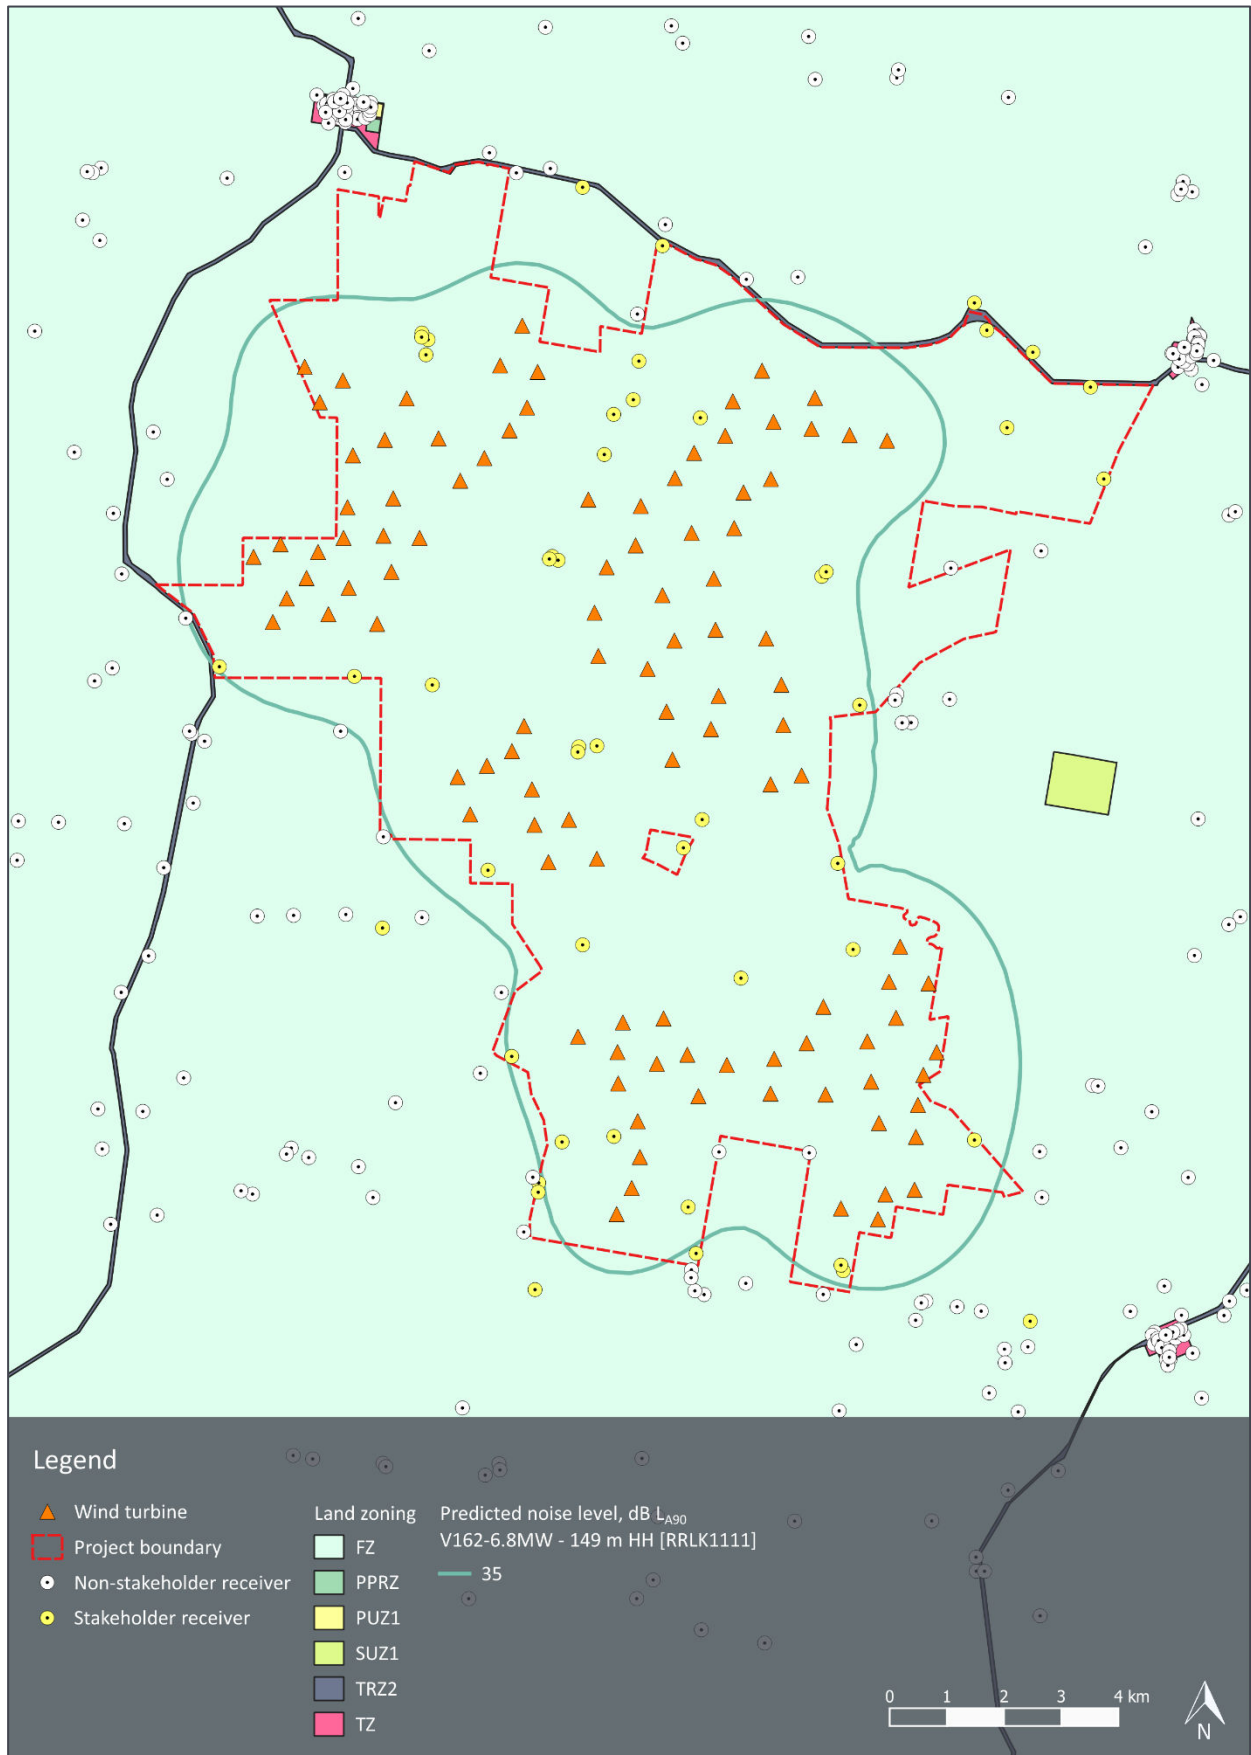 Legend
Wind turbine
Project boundary
Non-stakeholder receiver
Stakeholder receiver
Land zoning
FZ
PPRZ
PUZ1
SUZ1
TRZ2
TZ
Predicted noise level, dB LA90
V162-6.8MW - 149 m HH [RRLK1111]
35
0 1 2 3 4 km
N